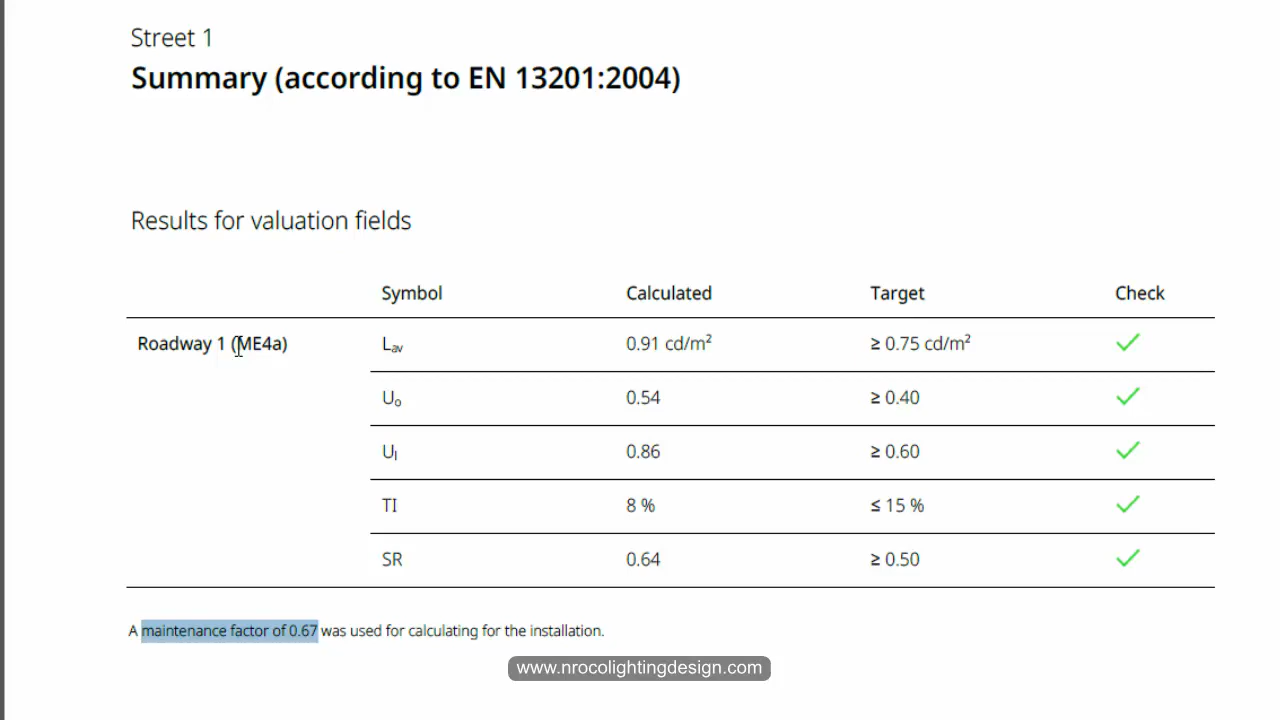 Street 1
Summary (according to EN 13201:2004)
Results for valuation fields
Symbol Calculated Target Check
Roadway 1 (ME4a) Lav 0.91 cd/m² ≥ 0.75 cd/m²
Uo 0.54 ≥ 0.40
Ul 0.86 ≥ 0.60
TI 8 % ≤ 15 %
SR 0.64 ≥ 0.50
A maintenance factor of 0.67 was used for calculating for the installation.
www.nrocolightingdesign.com